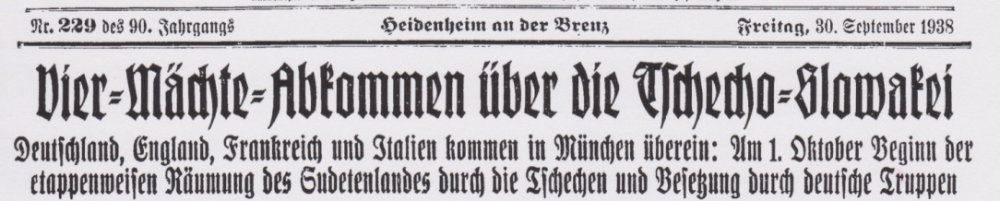 Nr. 229 des 90. Jahrgangs Heidenheim an der Brenz Freitag, 30. September 1938
Vier=Mächte=Abkommen über die Tschecho=Slowakei
Deutschland, England, Frankreich und Italien kommen in München überein: Am 1. Oktober Beginn der
etappenweisen Räumung des Sudetenlandes durch die Tschechen und Besetzung durch deutsche Truppen